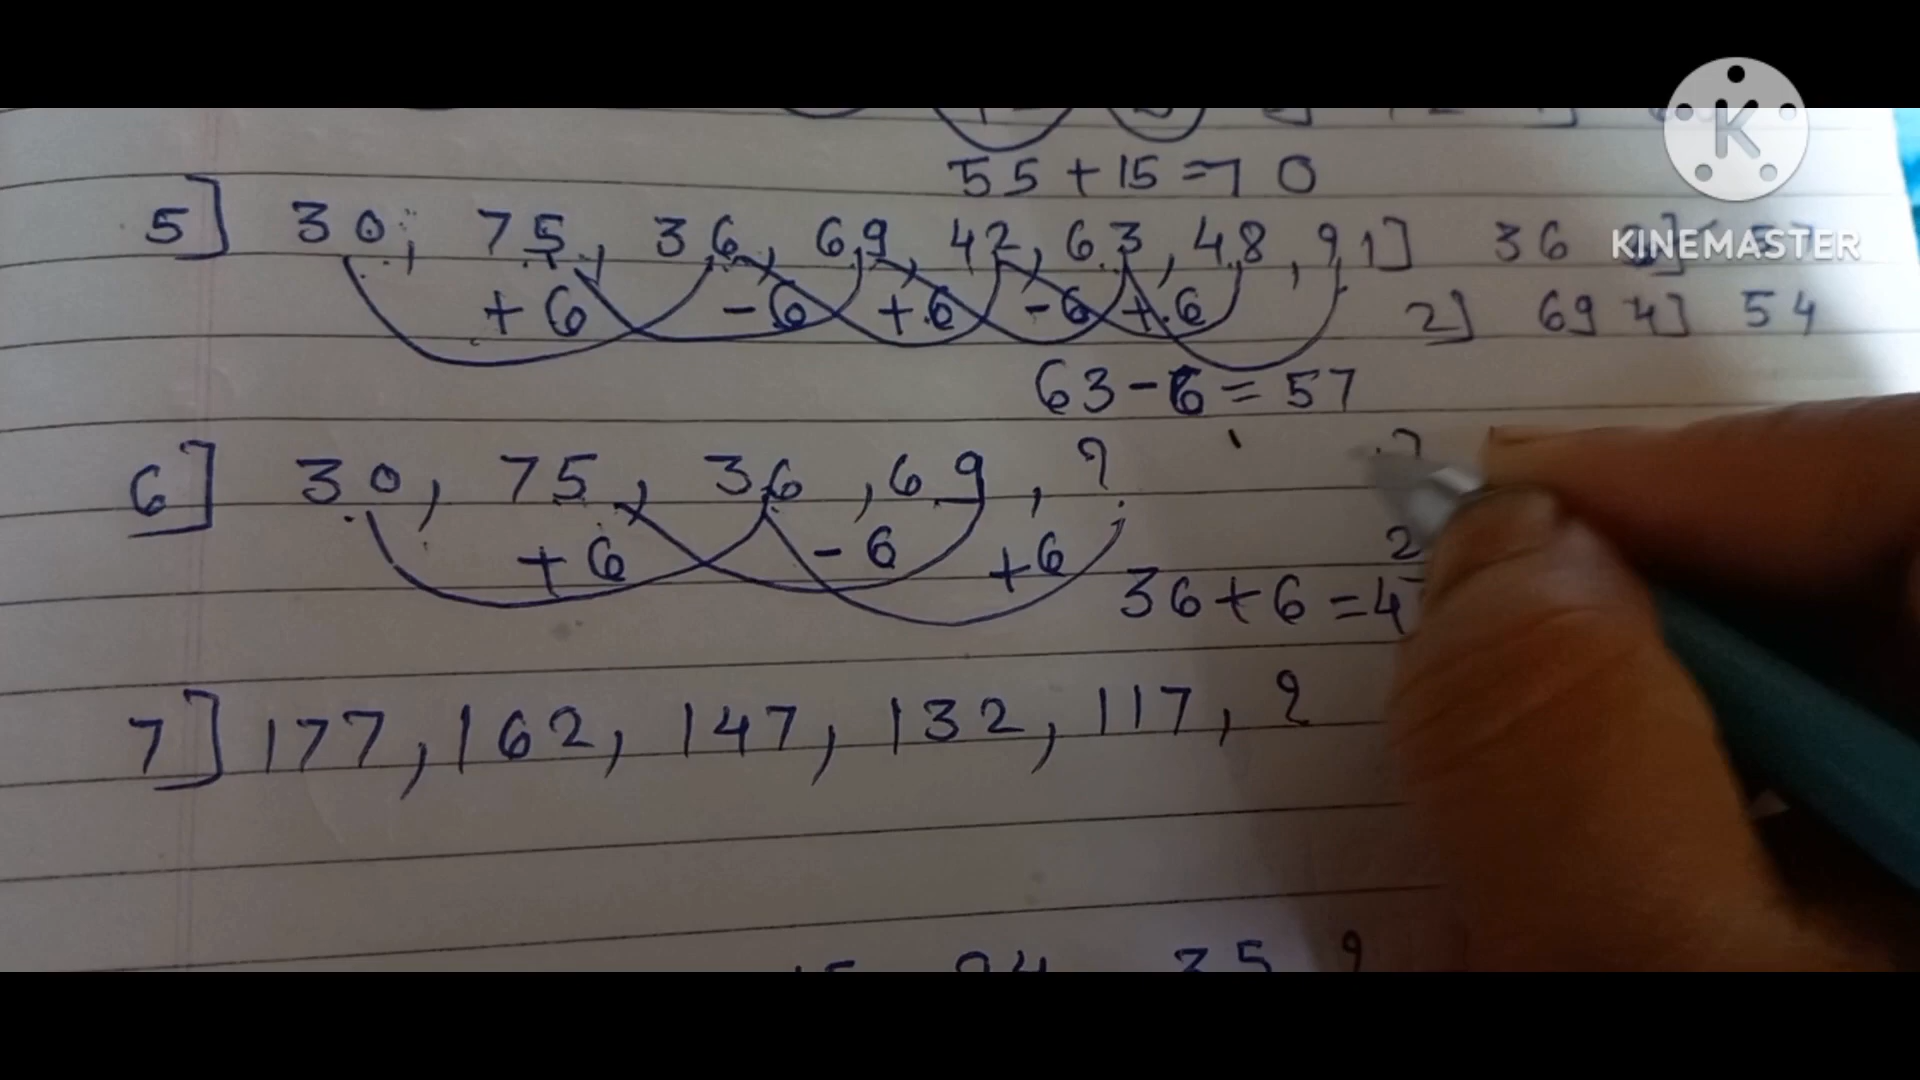 55 + 15 = 70
5] 30, 75, 36, 69, 42, 63, 48, ? 1] 36
+6 -6 +6 -6 +6 2] 69 4] 54
63 - 6 = 57
6] 30, 75, 36, 69, ?
+6 -6 +6
36 + 6 = 4
7] 177, 162, 147, 132, 117, ?
35 ?
K
KINEMASTER